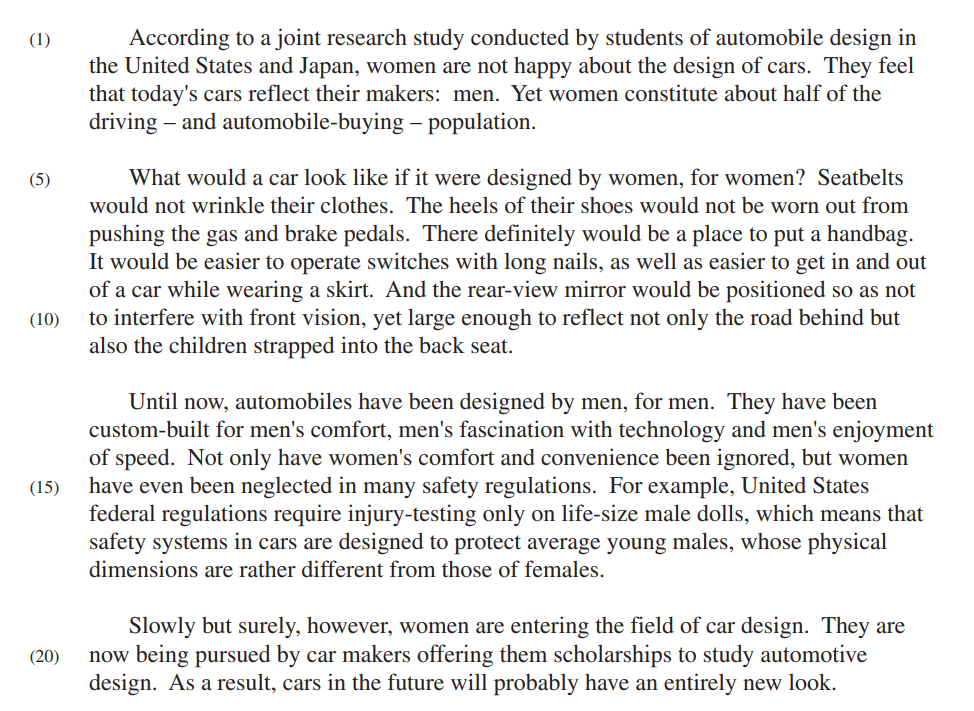 (1) According to a joint research study conducted by students of automobile design in
the United States and Japan, women are not happy about the design of cars. They feel
that today's cars reflect their makers: men. Yet women constitute about half of the
driving – and automobile-buying – population.
(5) What would a car look like if it were designed by women, for women? Seatbelts
would not wrinkle their clothes. The heels of their shoes would not be worn out from
pushing the gas and brake pedals. There definitely would be a place to put a handbag.
It would be easier to operate switches with long nails, as well as easier to get in and out
of a car while wearing a skirt. And the rear-view mirror would be positioned so as not
(10) to interfere with front vision, yet large enough to reflect not only the road behind but
also the children strapped into the back seat.
Until now, automobiles have been designed by men, for men. They have been
custom-built for men's comfort, men's fascination with technology and men's enjoyment
of speed. Not only have women's comfort and convenience been ignored, but women
(15) have even been neglected in many safety regulations. For example, United States
federal regulations require injury-testing only on life-size male dolls, which means that
safety systems in cars are designed to protect average young males, whose physical
dimensions are rather different from those of females.
Slowly but surely, however, women are entering the field of car design. They are
(20) now being pursued by car makers offering them scholarships to study automotive
design. As a result, cars in the future will probably have an entirely new look.